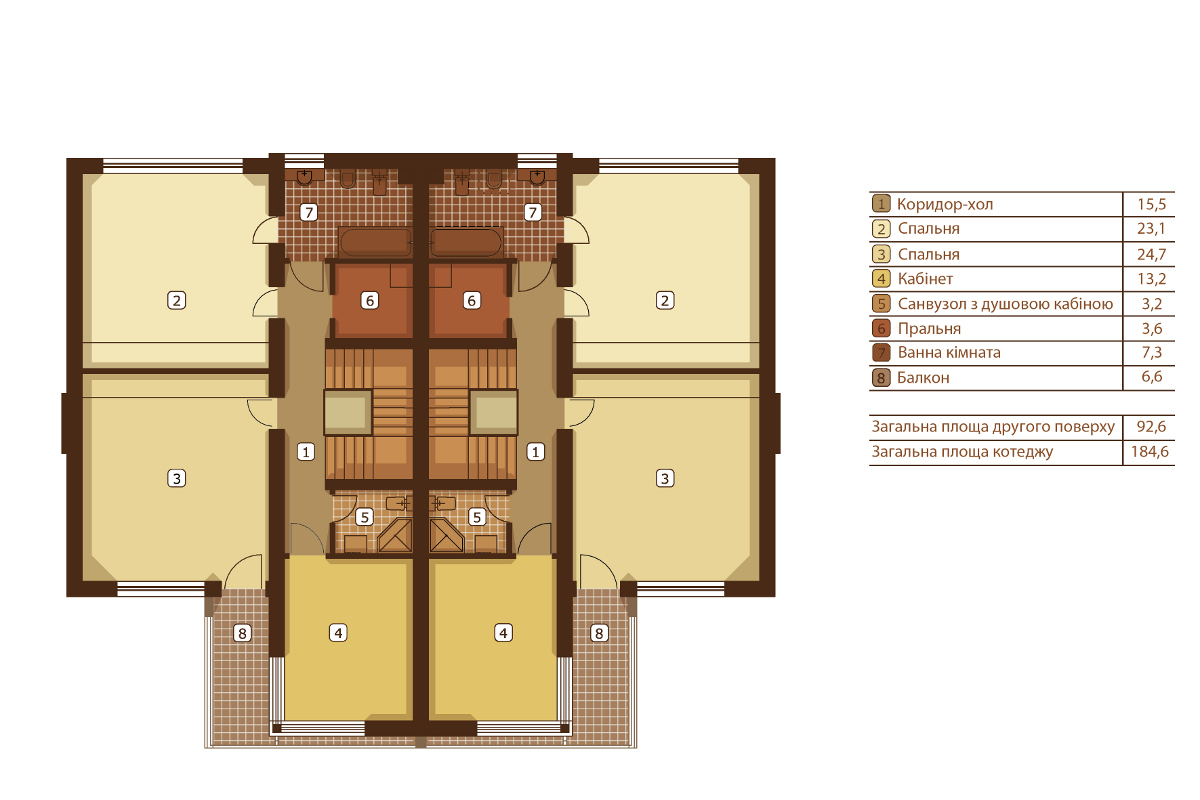 7 7
2 6 6 2
1 1
3 5 5 3
8 4 4 8
1 Коридор-хол 15,5
2 Спальня 23,1
3 Спальня 24,7
4 Кабінет 13,2
5 Санвузол з душовою кабіною 3,2
6 Пральня 3,6
7 Ванна кімната 7,3
8 Балкон 6,6
Загальна площа другого поверху 92,6
Загальна площа котеджу 184,6